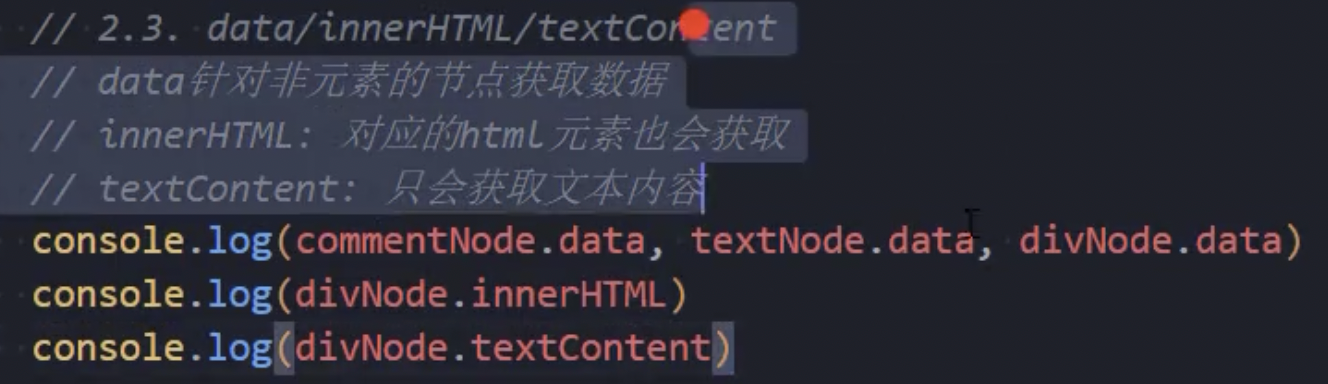 // 2.3. data/innerHTML/textContent
// data针对非元素的节点获取数据
// innerHTML: 对应的html元素也会获取
// textContent: 只会获取文本内容
console.log(commentNode.data, textNode.data, divNode.data)
console.log(divNode.innerHTML)
console.log(divNode.textContent)